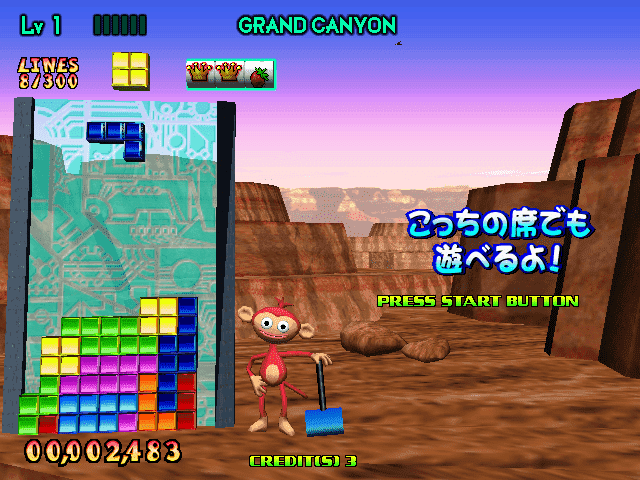 Lv 1
GRAND CANYON
LINES
8/300
こっちの席でも
遊べるよ!
PRESS START BUTTON
00,002,483
CREDIT(S) 3